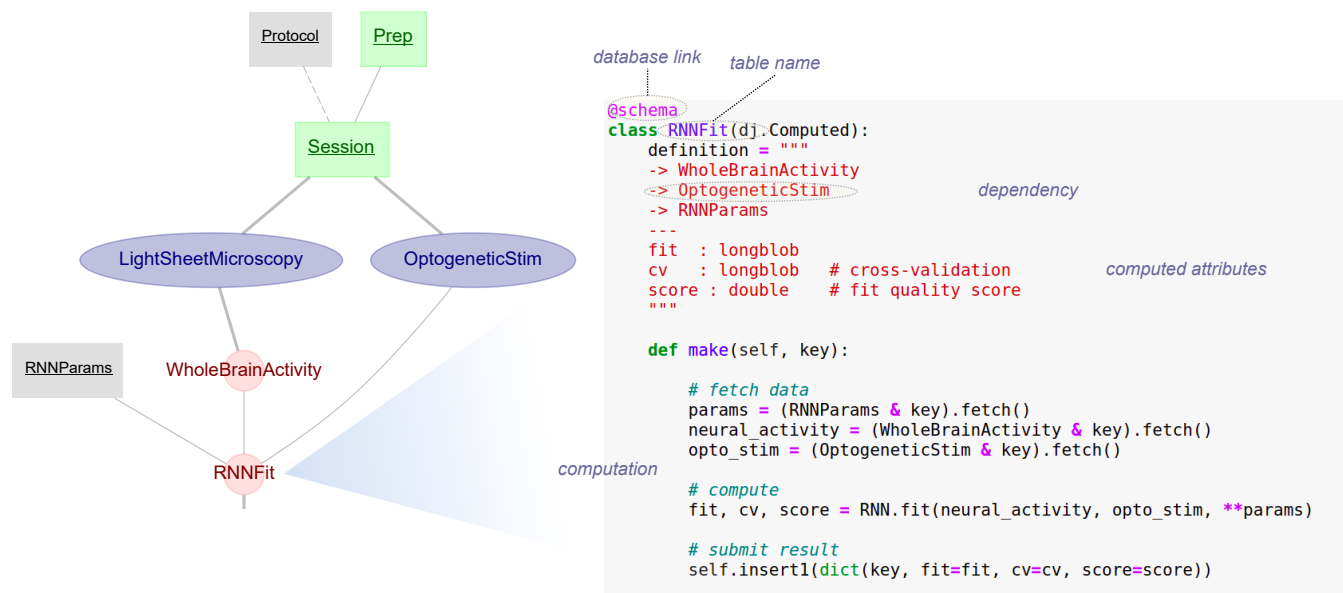 Protocol
Prep
Session
LightSheetMicroscopy
OptogeneticStim
RNNParams
WholeBrainActivity
RNNFit
database link
table name
@schema
class RNNFit(dj.Computed):
    definition = """
    -> WholeBrainActivity
    -> OptogeneticStim
dependency
    -> RNNParams
    ---
    fit  : longblob
    cv   : longblob   # cross-validation
computed attributes
    score : double    # fit quality score
    """
    def make(self, key):
        # fetch data
        params = (RNNParams & key).fetch()
        neural_activity = (WholeBrainActivity & key).fetch()
        opto_stim = (OptogeneticStim & key).fetch()
computation
        # compute
        fit, cv, score = RNN.fit(neural_activity, opto_stim, **params)
        # submit result
        self.insert1(dict(key, fit=fit, cv=cv, score=score))